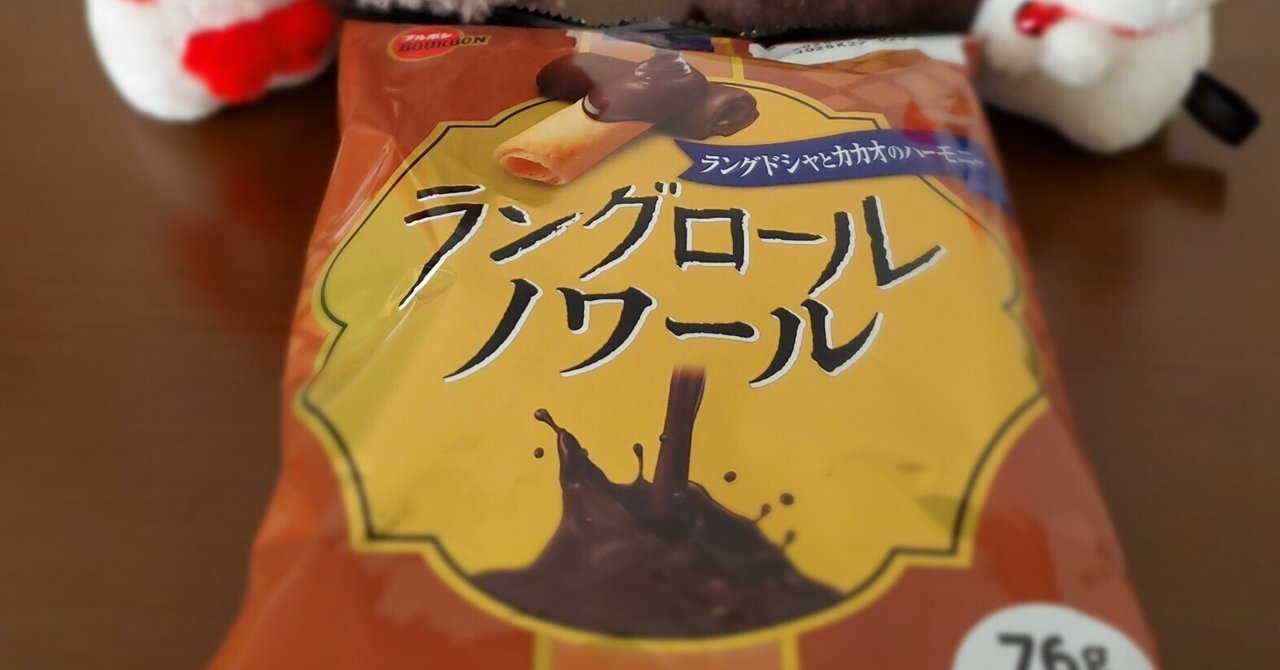 ブルボン
BOURBON
ラングドシャとカカオのハーモニー
ラングロール
ノワール
76g